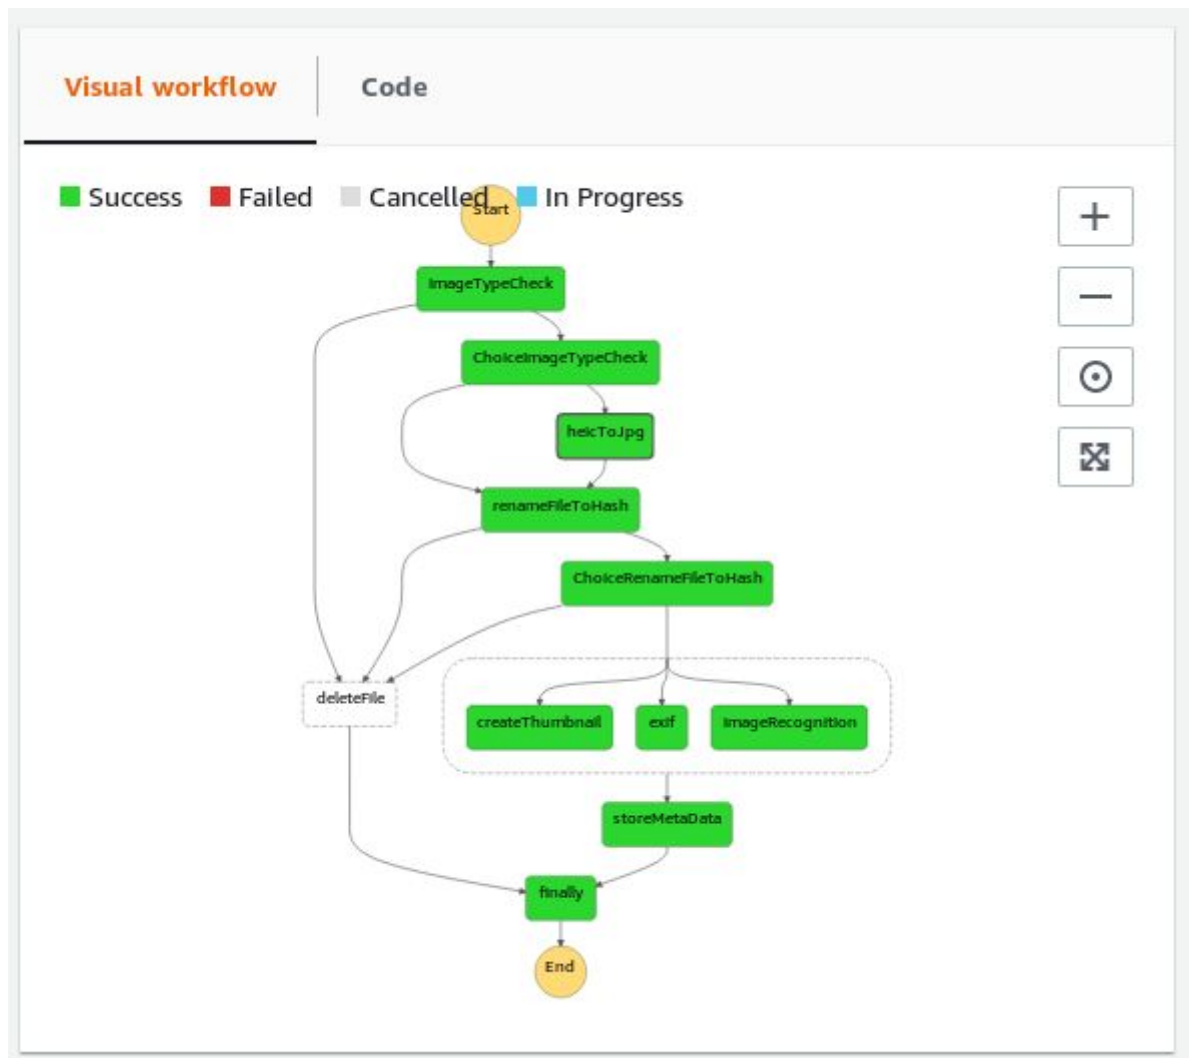 Visual workflow Code
Success Failed Cancelled In Progress
Start
ImageTypeCheck
ChoiceImageTypeCheck
heicToJpg
renameFileToHash
ChoiceRenameFileToHash
deleteFile
createThumbnail exif imageRecognition
storeMetaData
finally
End